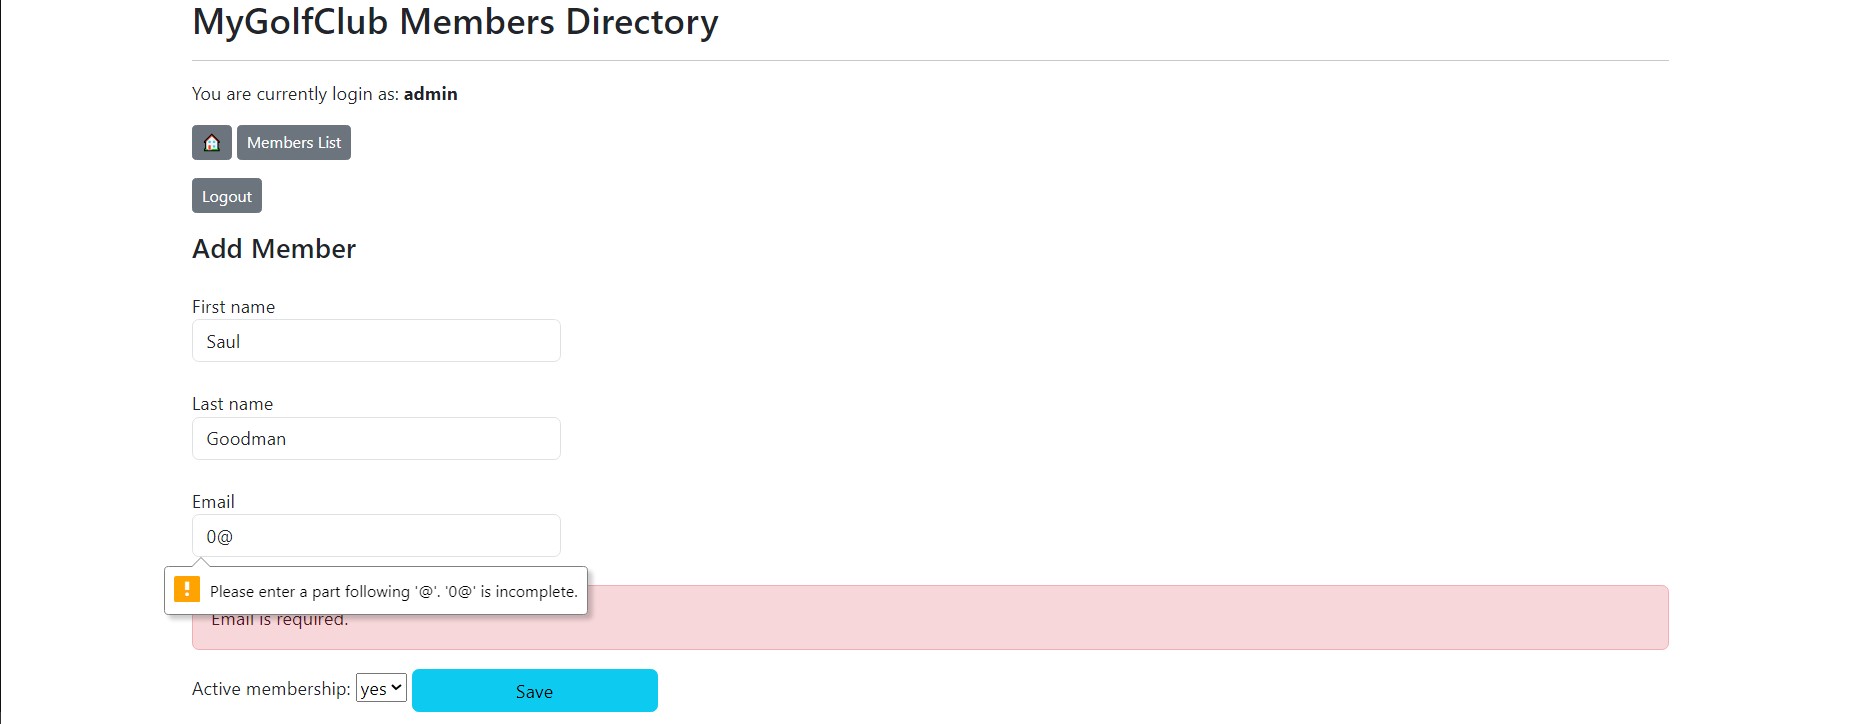 MyGolfClub Members Directory
You are currently login as: admin
Members List
Logout
Add Member
First name
Saul
Last name
Goodman
Email
0@
Please enter a part following '@'. '0@' is incomplete.
Email is required.
Active membership: yes Save